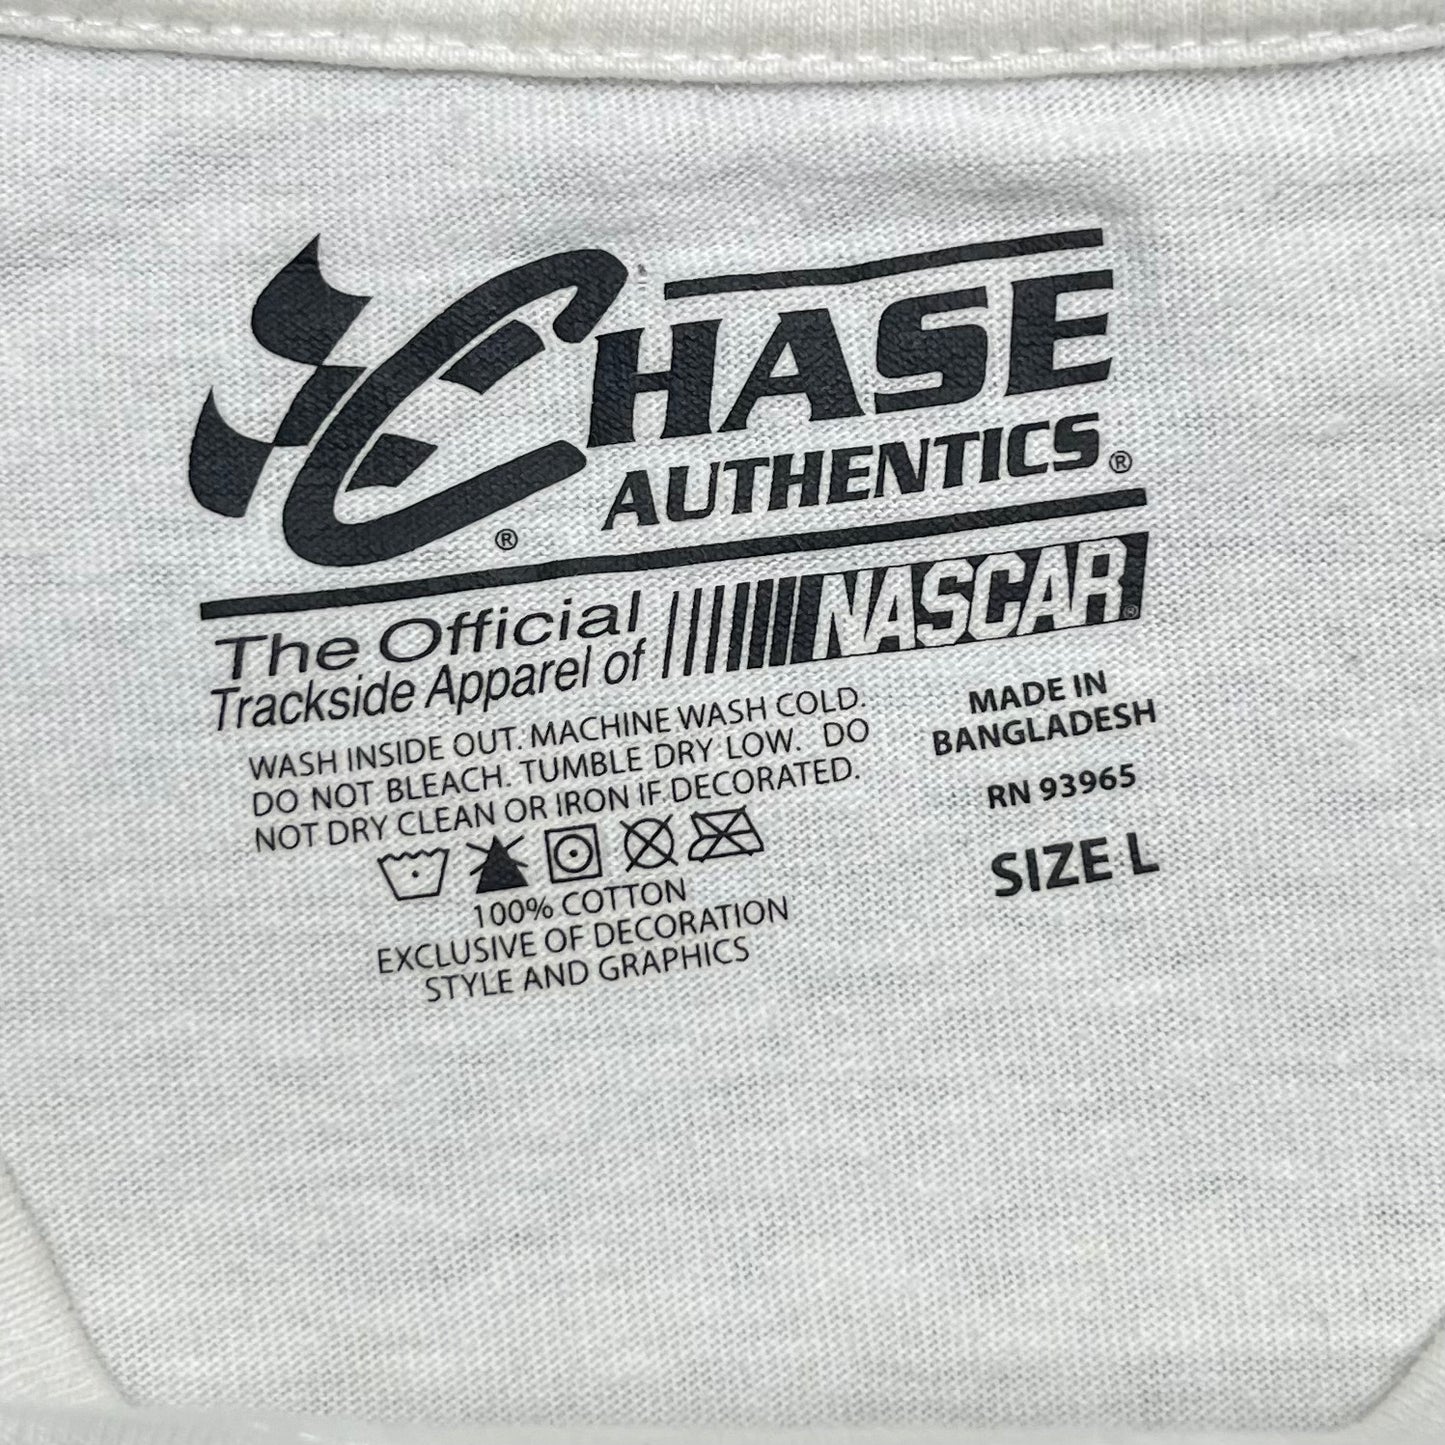 CHASE
AUTHENTICS®
®
The Official
Trackside Apparel of
NASCAR®
WASH INSIDE OUT. MACHINE WASH COLD.
DO NOT BLEACH. TUMBLE DRY LOW. DO
NOT DRY CLEAN OR IRON IF DECORATED.
100% COTTON
EXCLUSIVE OF DECORATION
STYLE AND GRAPHICS
MADE IN
BANGLADESH
RN 93965
SIZE L